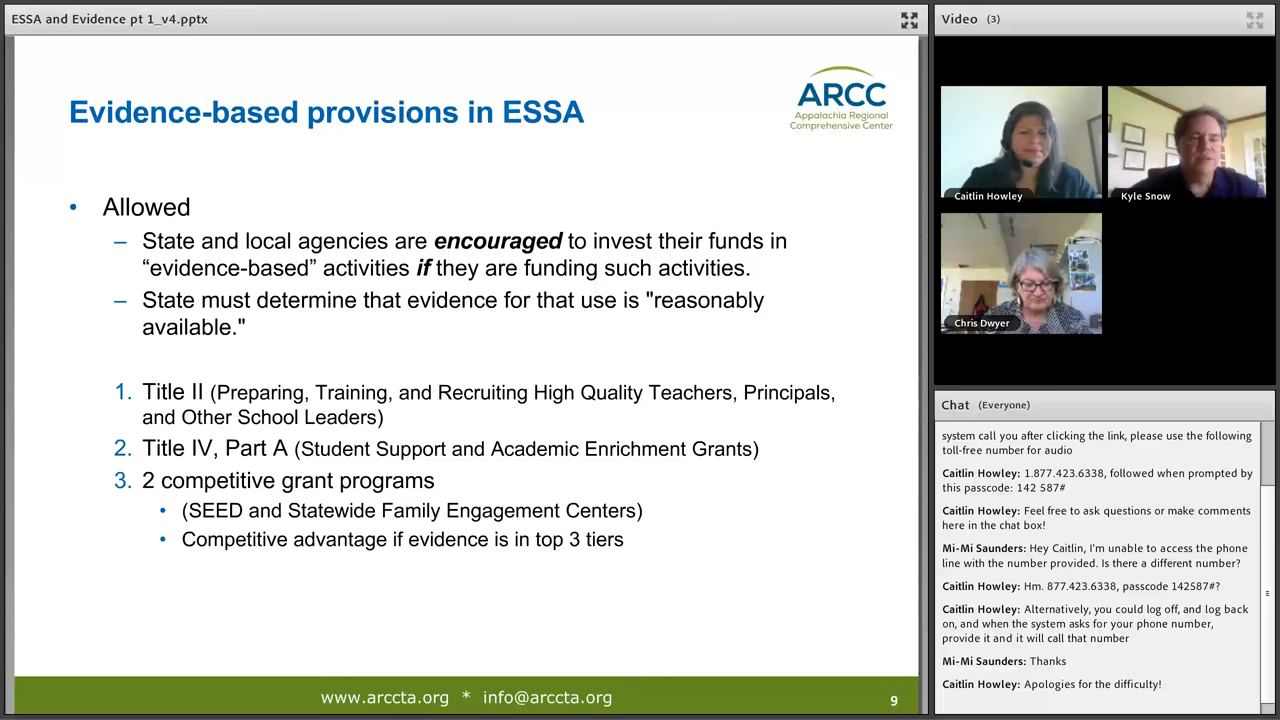 ESSA and Evidence pt 1_v4.pptx
Evidence-based provisions in ESSA
ARCC
Appalachia Regional
Comprehensive Center
• Allowed
– State and local agencies are encouraged to invest their funds in
“evidence-based” activities if they are funding such activities.
– State must determine that evidence for that use is "reasonably
available."
1. Title II (Preparing, Training, and Recruiting High Quality Teachers, Principals,
and Other School Leaders)
2. Title IV, Part A (Student Support and Academic Enrichment Grants)
3. 2 competitive grant programs
• (SEED and Statewide Family Engagement Centers)
• Competitive advantage if evidence is in top 3 tiers
www.arccta.org * info@arccta.org
9
Video (3)
Caitlin Howley
Kyle Snow
Chris Dwyer
Chat (Everyone)
system call you after clicking the link, please use the following
toll-free number for audio
Caitlin Howley: 1.877.423.6338, followed when prompted by
this passcode: 142 587#
Caitlin Howley: Feel free to ask questions or make comments
here in the chat box!
Mi-Mi Saunders: Hey Caitlin, I'm unable to access the phone
line with the number provided. Is there a different number?
Caitlin Howley: Hm. 877.423.6338, passcode 142587#?
Caitlin Howley: Alternatively, you could log off, and log back
on, and when the system asks for your phone number,
provide it and it will call that number
Mi-Mi Saunders: Thanks
Caitlin Howley: Apologies for the difficulty!